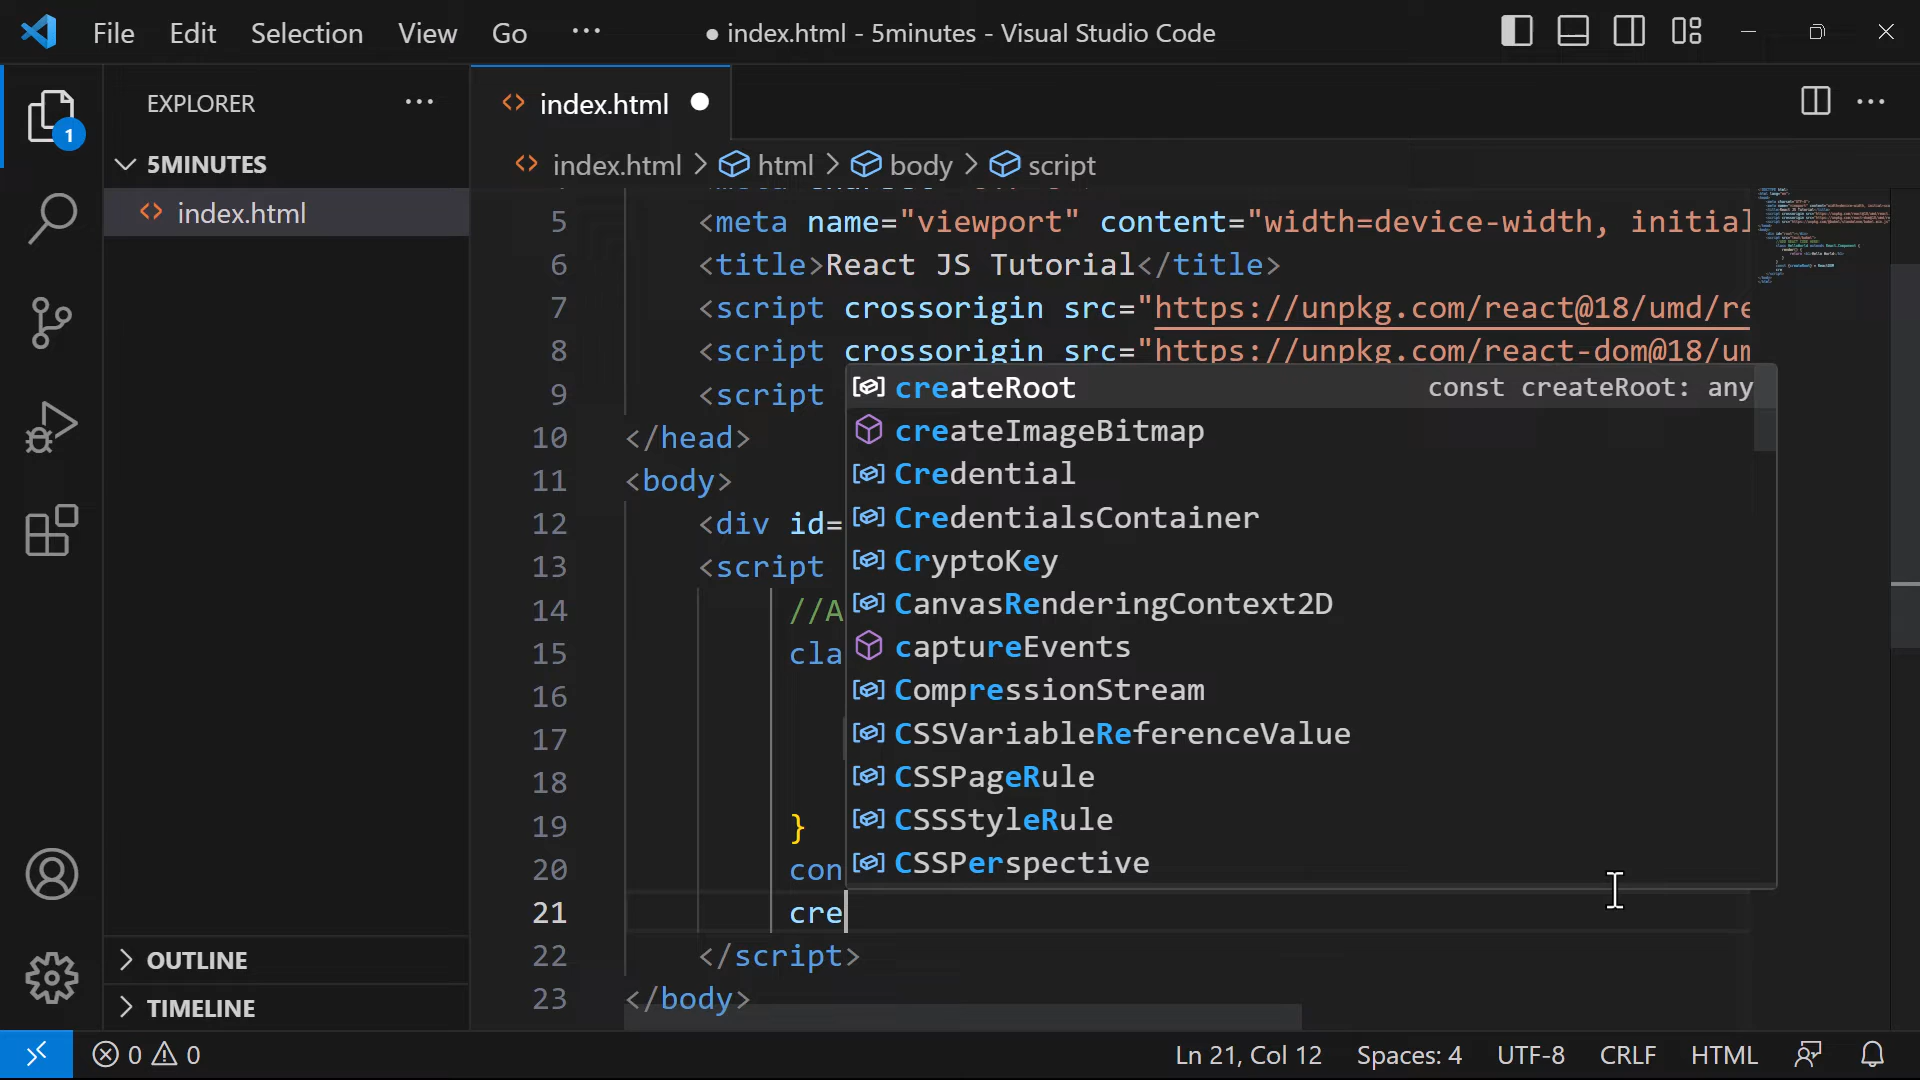 File Edit Selection View Go ··· ● index.html - 5minutes - Visual Studio Code
EXPLORER ···
1
5MINUTES
index.html
OUTLINE
TIMELINE
index.html ●
index.html > html > body > script
5 <meta name="viewport" content="width=device-width, initial
6 <title>React JS Tutorial</title>
7 <script crossorigin src="https://unpkg.com/react@18/umd/re
8 <script crossorigin src="https://unpkg.com/react-dom@18/um
9 <script
10 </head>
11 <body>
12 <div id=
13 <script
14 //A
15 cla
16
17
18
19 }
20 con
21 cre
22 </script>
23 </body>
createRoot const createRoot: any
createImageBitmap
Credential
CredentialsContainer
CryptoKey
CanvasRenderingContext2D
captureEvents
CompressionStream
CSSVariableReferenceValue
CSSPageRule
CSSStyleRule
CSSPerspective
0 0 Ln 21, Col 12 Spaces: 4 UTF-8 CRLF HTML